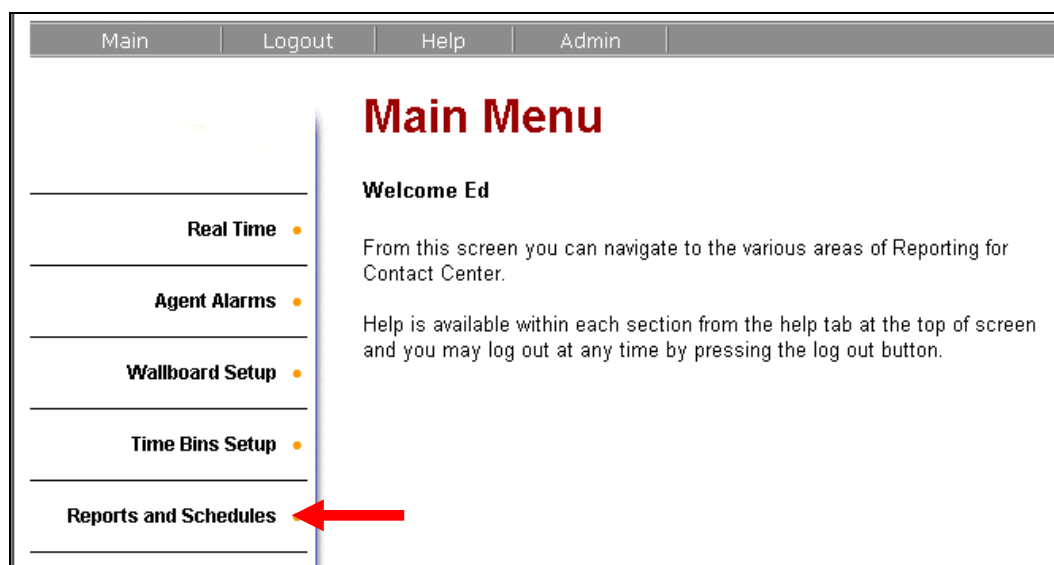 Main Logout Help Admin
Main Menu
Welcome Ed
From this screen you can navigate to the various areas of Reporting for
Contact Center.
Help is available within each section from the help tab at the top of screen
and you may log out at any time by pressing the log out button.
Real Time
Agent Alarms
Wallboard Setup
Time Bins Setup
Reports and Schedules